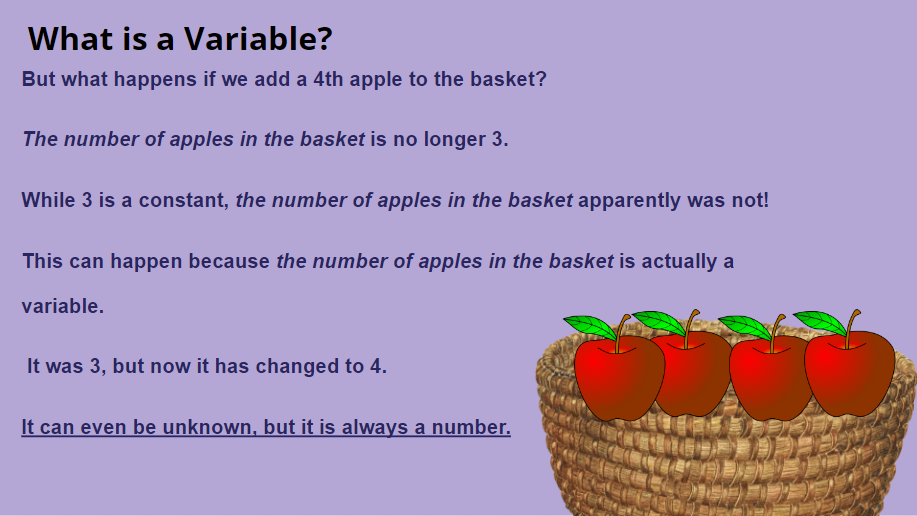 What is a Variable?
But what happens if we add a 4th apple to the basket?
The number of apples in the basket is no longer 3.
While 3 is a constant, the number of apples in the basket apparently was not!
This can happen because the number of apples in the basket is actually a
variable.
It was 3, but now it has changed to 4.
It can even be unknown, but it is always a number.